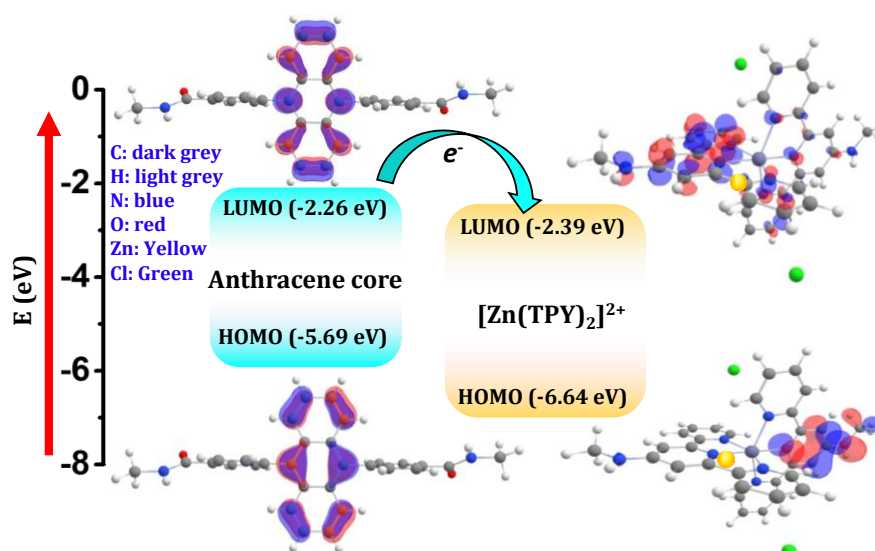 E (eV)
0
-2
-4
-6
-8
C: dark grey
H: light grey
N: blue
O: red
Zn: Yellow
Cl: Green
e-
LUMO (-2.26 eV)
Anthracene core
HOMO (-5.69 eV)
LUMO (-2.39 eV)
[Zn(TPY)₂]²⁺
HOMO (-6.64 eV)